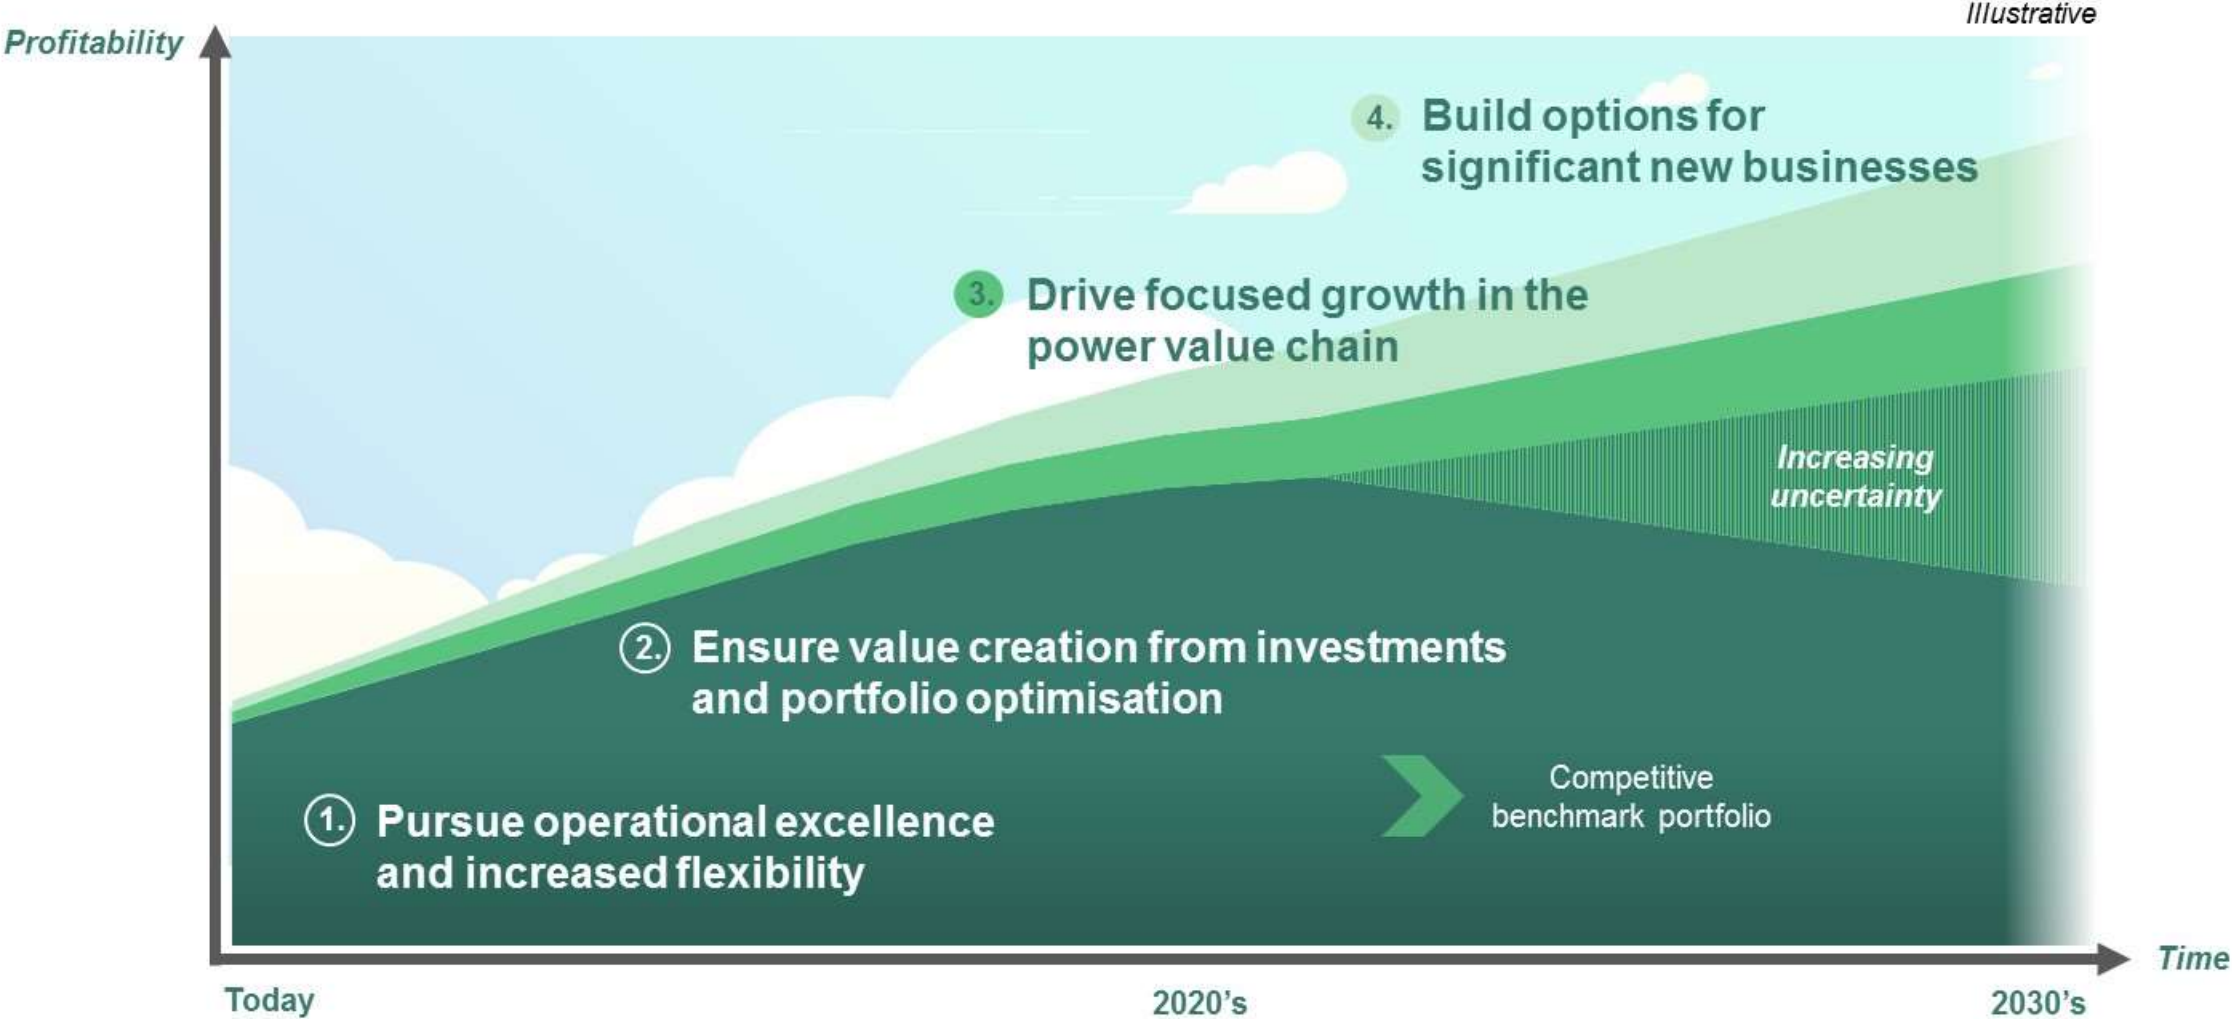 Illustrative
Profitability
4. Build options for
significant new businesses
3. Drive focused growth in the
power value chain
Increasing
uncertainty
2. Ensure value creation from investments
and portfolio optimisation
Competitive
benchmark portfolio
1. Pursue operational excellence
and increased flexibility
Time
Today
2020's
2030's